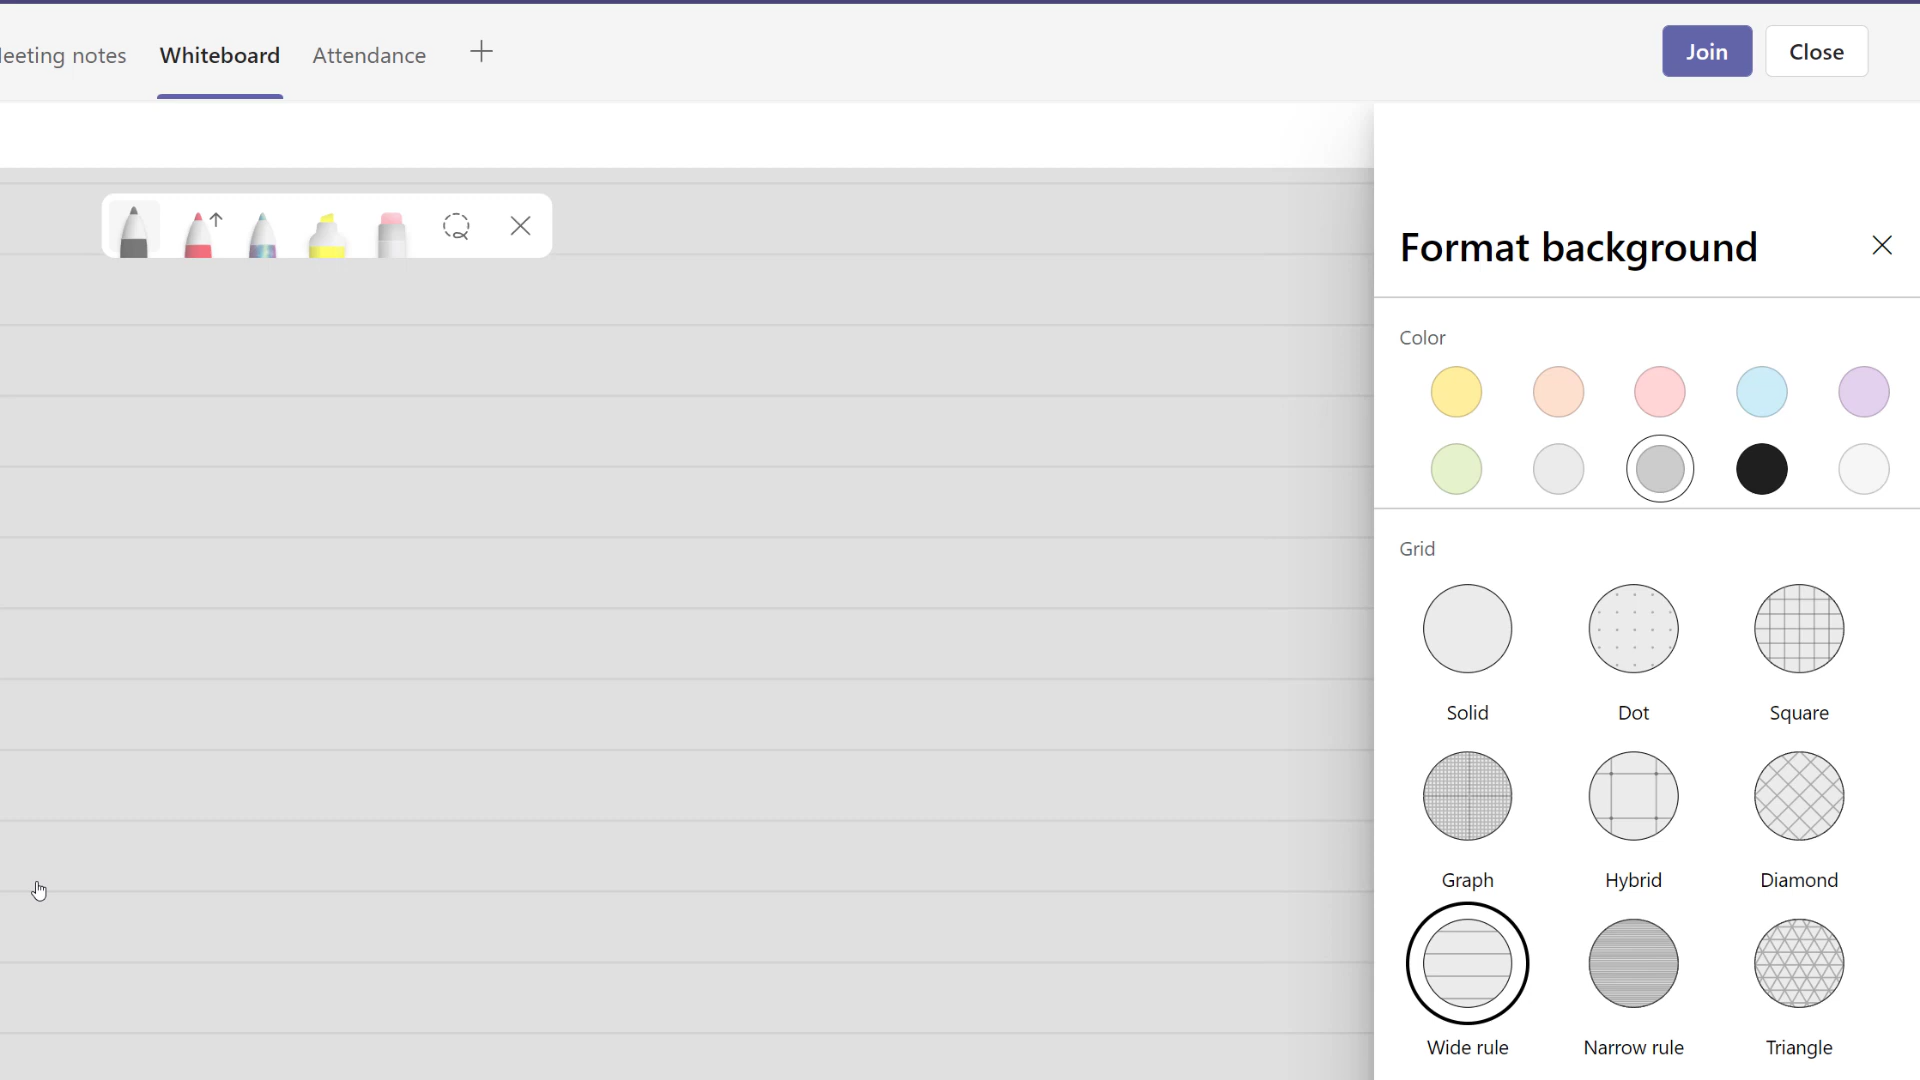 eeting notes Whiteboard Attendance Join Close
Format background
Color
Grid
Solid Dot Square
Graph Hybrid Diamond
Wide rule Narrow rule Triangle